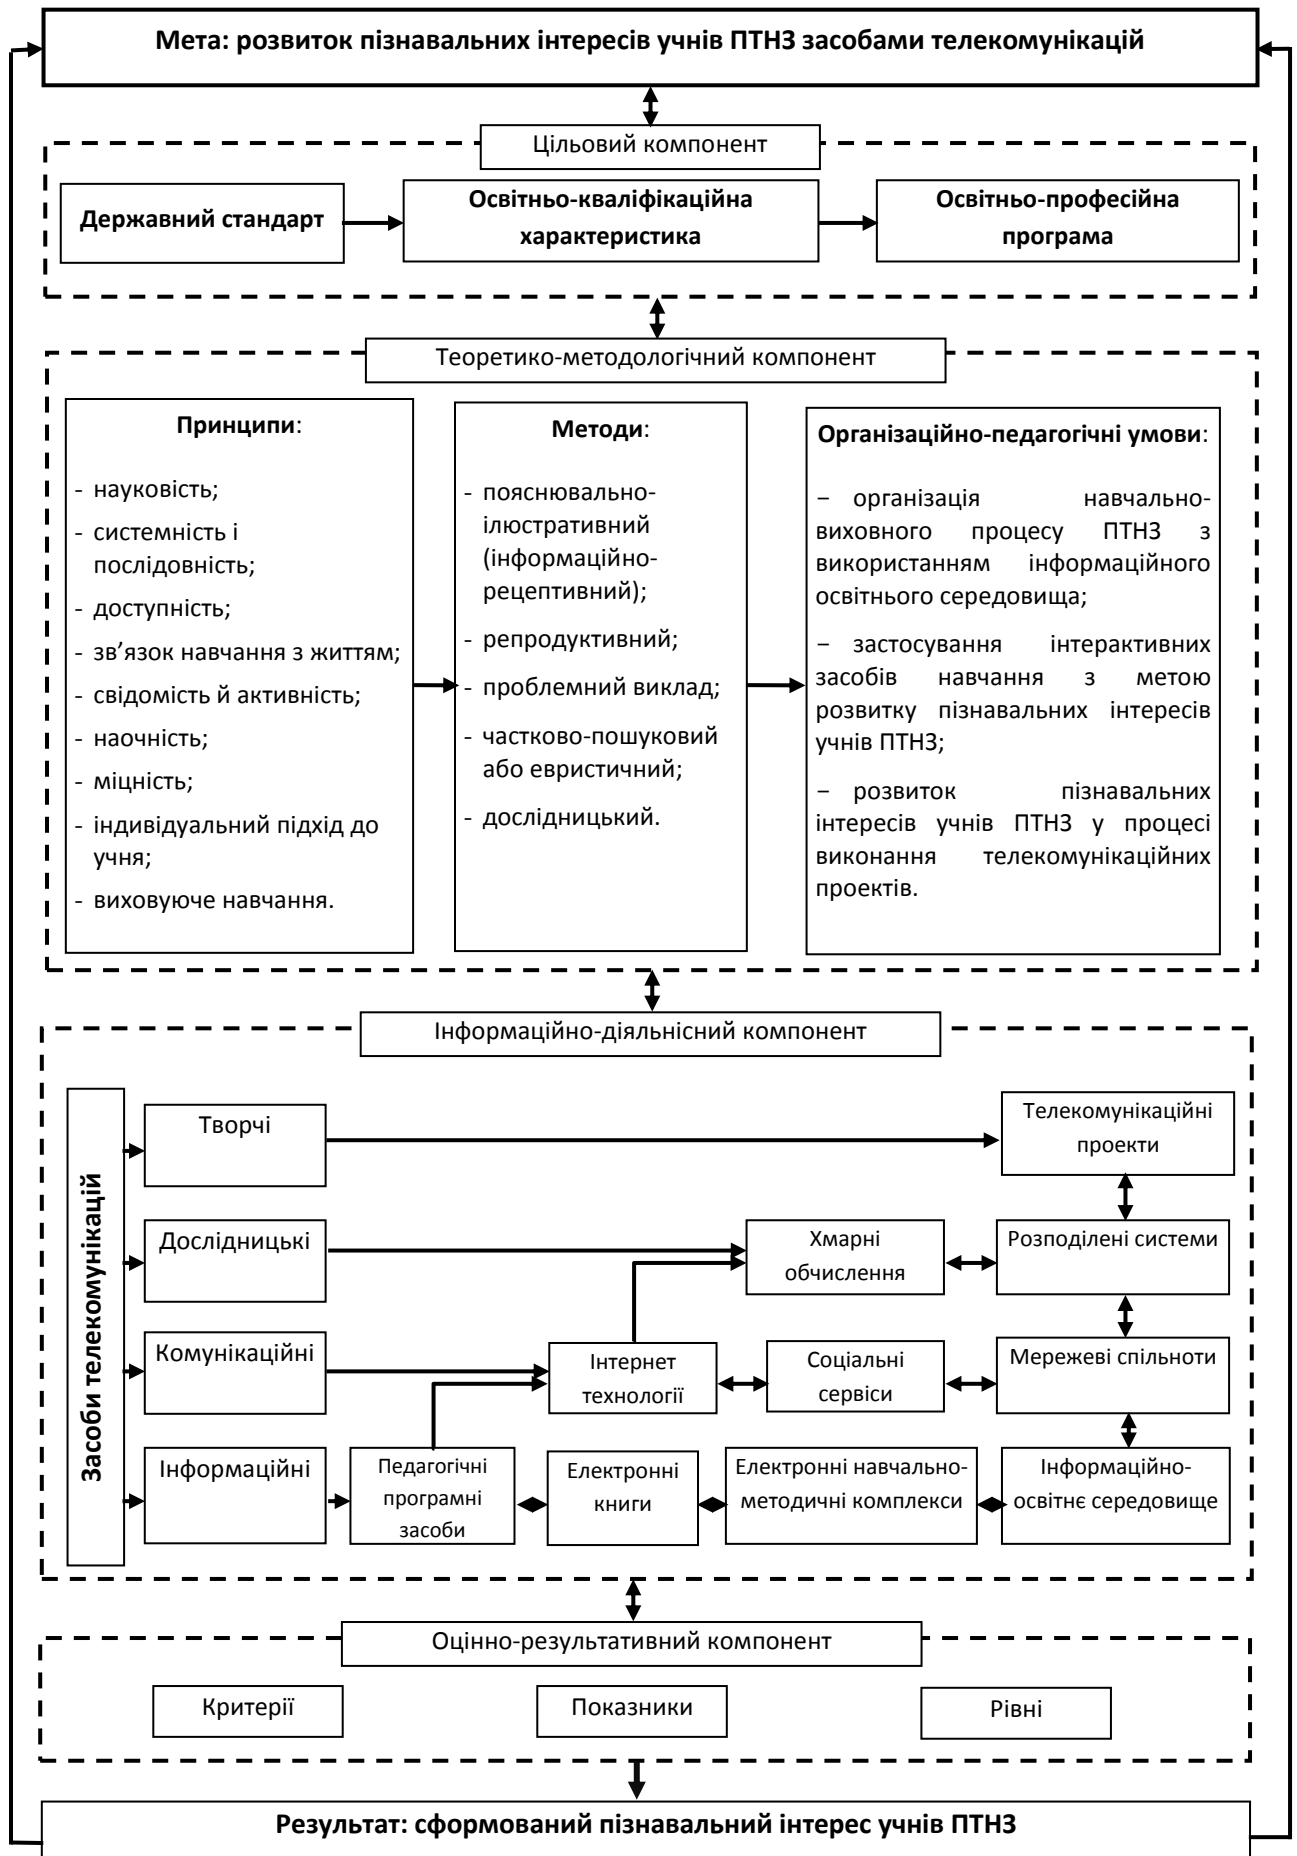 Мета: розвиток пізнавальних інтересів учнів ПТНЗ засобами телекомунікацій
Цільовий компонент
Державний стандарт
Освітньо-кваліфікаційна
характеристика
Освітньо-професійна
програма
Теоретико-методологічний компонент
Принципи:
- науковість;
- системність і
послідовність;
- доступність;
- зв’язок навчання з життям;
- свідомість й активність;
- наочність;
- міцність;
- індивідуальний підхід до
учня;
- виховуюче навчання.
Методи:
- пояснювально-
ілюстративний
(інформаційно-
рецептивний);
- репродуктивний;
- проблемний виклад;
- частково-пошуковий
або евристичний;
- дослідницький.
Організаційно-педагогічні умови:
− організація навчально-
виховного процесу ПТНЗ з
використанням інформаційного
освітнього середовища;
− застосування інтерактивних
засобів навчання з метою
розвитку пізнавальних інтересів
учнів ПТНЗ;
− розвиток пізнавальних
інтересів учнів ПТНЗ у процесі
виконання телекомунікаційних
проектів.
Інформаційно-діяльнісний компонент
Засоби телекомунікацій
Творчі
Телекомунікаційні
проекти
Дослідницькі
Хмарні
обчислення
Розподілені системи
Комунікаційні
Інтернет
технології
Соціальні
сервіси
Мережеві спільноти
Інформаційні
Педагогічні
програмні
засоби
Електронні
книги
Електронні навчально-
методичні комплекси
Інформаційно-
освітнє середовище
Оцінно-результативний компонент
Критерії
Показники
Рівні
Результат: сформований пізнавальний інтерес учнів ПТНЗ